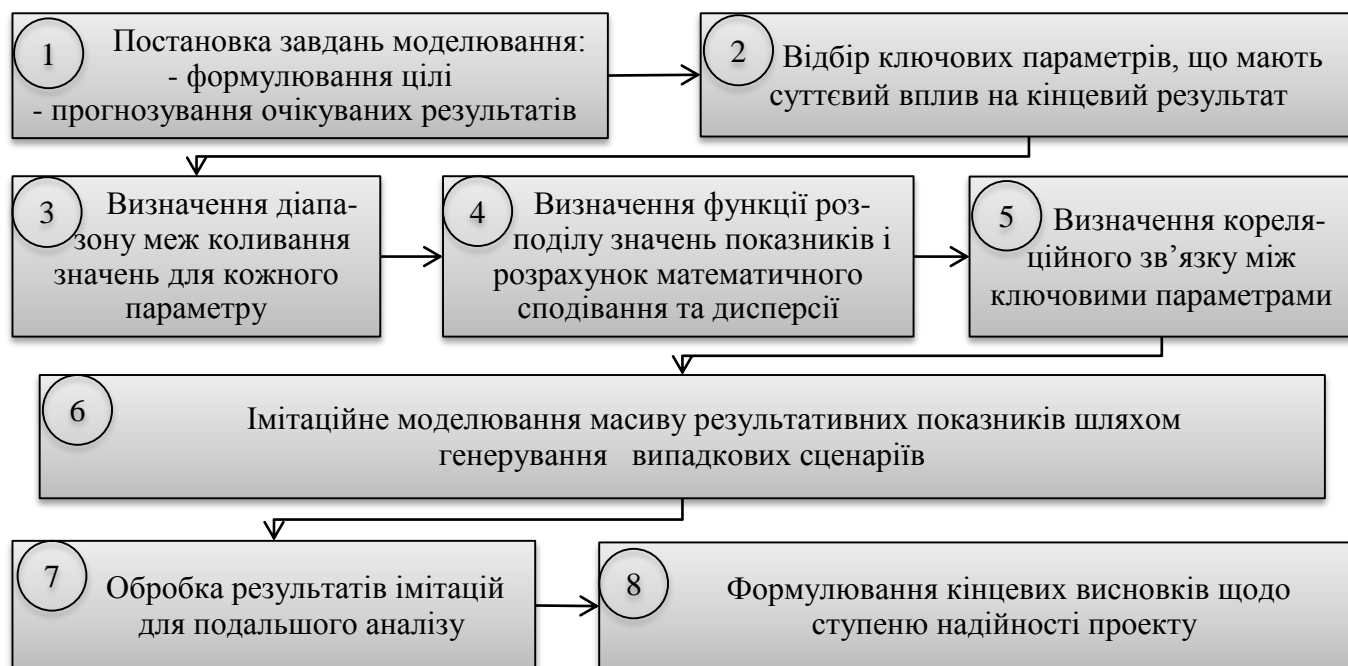 1
Постановка завдань моделювання:
- формулювання цілі
- прогнозування очікуваних результатів
2
Відбір ключових параметрів, що мають
суттєвий вплив на кінцевий результат
3
Визначення діапа-
зону меж коливання
значень для кожного
параметру
4
Визначення функції роз-
поділу значень показників і
розрахунок математичного
сподівання та дисперсії
5
Визначення кореля-
ційного зв’язку між
ключовими параметрами
6
Імітаційне моделювання масиву результативних показників шляхом
генерування випадкових сценаріїв
7
Обробка результатів імітацій
для подальшого аналізу
8
Формулювання кінцевих висновків щодо
ступеню надійності проекту